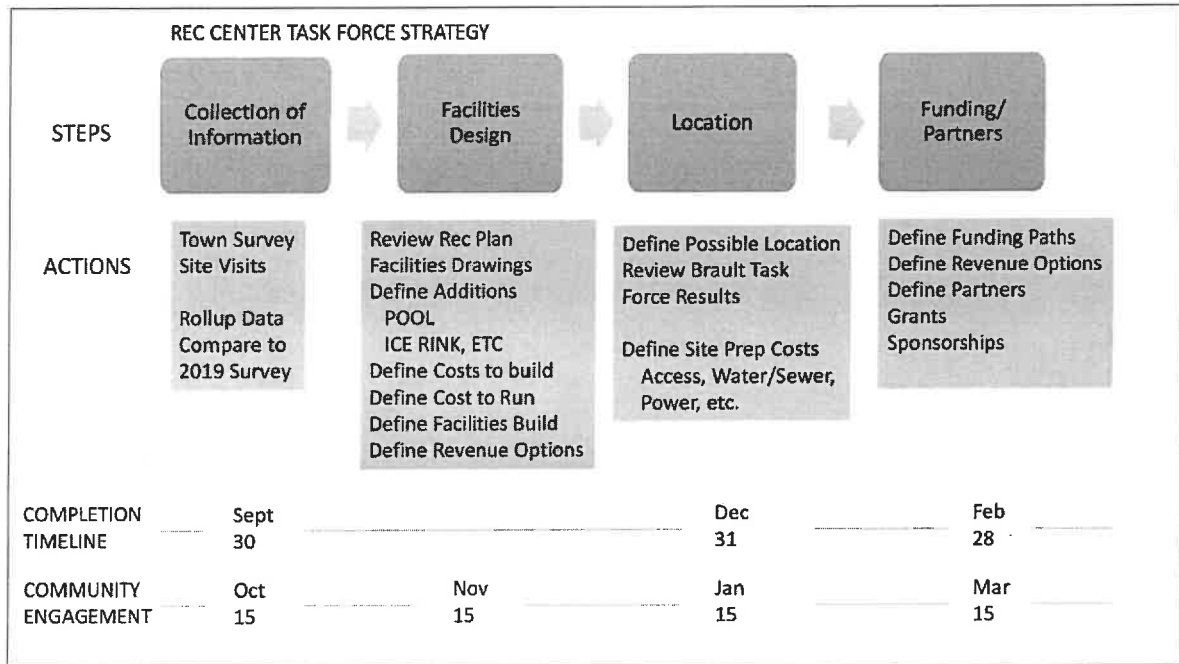 REC CENTER TASK FORCE STRATEGY
STEPS
Collection of
Information
Facilities
Design
Location
Funding/
Partners
ACTIONS
Town Survey
Site Visits
Rollup Data
Compare to
2019 Survey
Review Rec Plan
Facilities Drawings
Define Additions
POOL
ICE RINK, ETC
Define Costs to build
Define Cost to Run
Define Facilities Build
Define Revenue Options
Define Possible Location
Review Brault Task
Force Results
Define Site Prep Costs
Access, Water/Sewer,
Power, etc.
Define Funding Paths
Define Revenue Options
Define Partners
Grants
Sponsorships
COMPLETION
TIMELINE
Sept
30
Dec
31
Feb
28
COMMUNITY
ENGAGEMENT
Oct
15
Nov
15
Jan
15
Mar
15